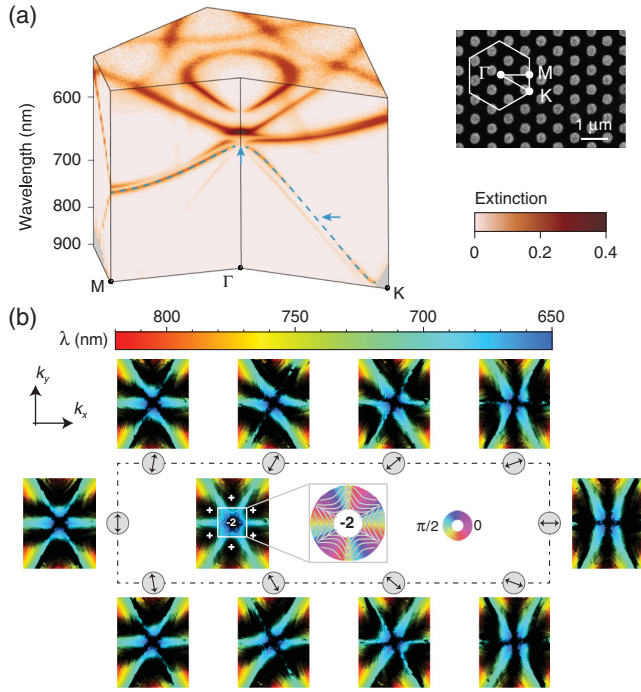 (a)
Wavelength (nm)
600
700
800
900
M
Γ
K
Γ
M
K
1 μm
Extinction
0 0.2 0.4
(b)
800 750 700 650
λ (nm)
k_y
k_x
-2
+ + + + + +
-2
π/2 0